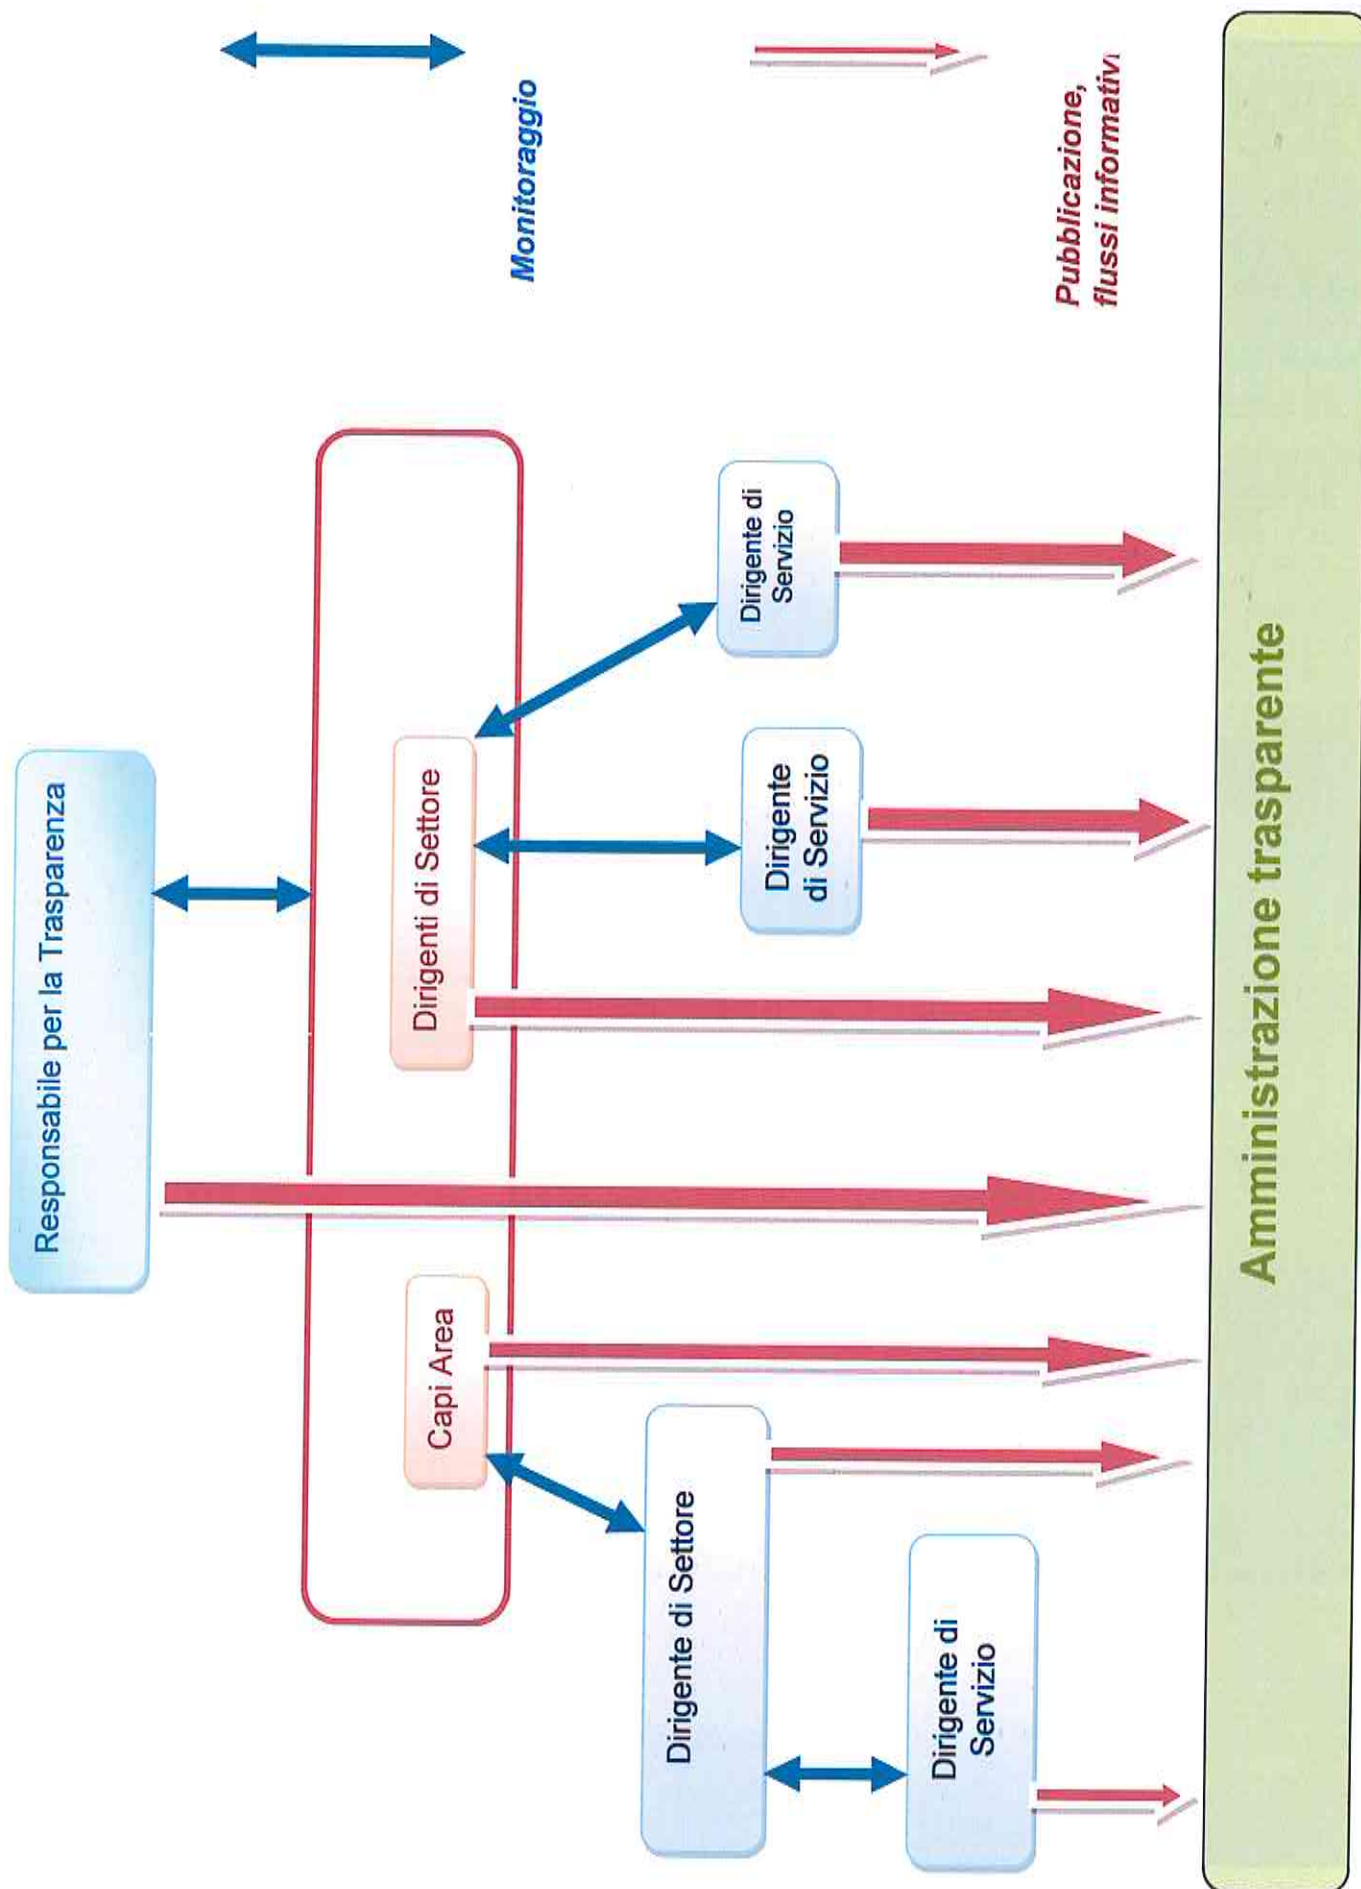 Responsabile per la Trasparenza
Capi Area
Dirigenti di Settore
Dirigente di Settore
Dirigente
di Servizio
Dirigente di
Servizio
Dirigente di
Servizio
Monitoraggio
Pubblicazione,
flussi informativi
Amministrazione trasparente